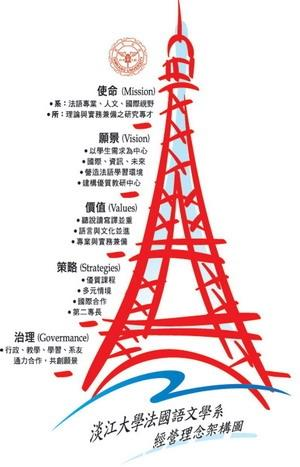 使命 (Mission)
• 系：法語專業、人文、國際視野
• 所：理論與實務兼備之研究專才
願景 (Vision)
• 以學生需求為中心
• 國際、資訊、未來
• 營造法語學習環境
• 建構優質教研中心
價值 (Values)
• 聽說讀寫譯並重
• 語言與文化並進
• 專業與實務兼備
策略 (Strategies)
• 優質課程
• 多元情境
• 國際合作
• 第二專長
治理 (Governance)
• 行政、教學、學習、系友
通力合作，共創願景
淡江大學法國語文學系
經營理念架構圖